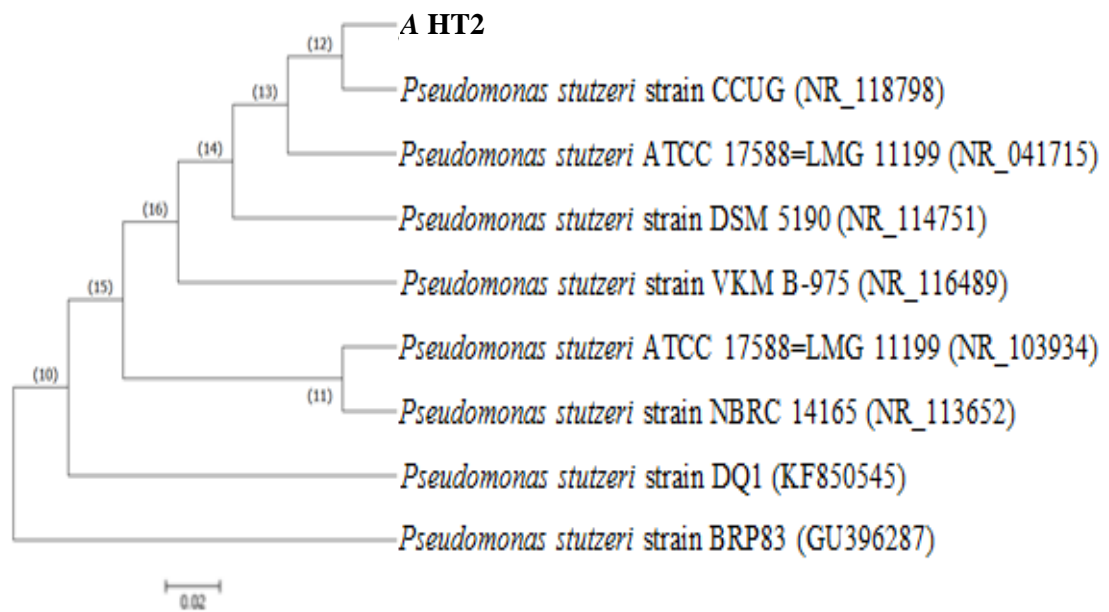 A HT2
(12)
Pseudomonas stutzeri strain CCUG (NR_118798)
(13)
Pseudomonas stutzeri ATCC 17588=LMG 11199 (NR_041715)
(14)
Pseudomonas stutzeri strain DSM 5190 (NR_114751)
(16)
Pseudomonas stutzeri strain VKM B-975 (NR_116489)
(15)
Pseudomonas stutzeri ATCC 17588=LMG 11199 (NR_103934)
(10)
(11)
Pseudomonas stutzeri strain NBRC 14165 (NR_113652)
Pseudomonas stutzeri strain DQ1 (KF850545)
Pseudomonas stutzeri strain BRP83 (GU396287)
0.02